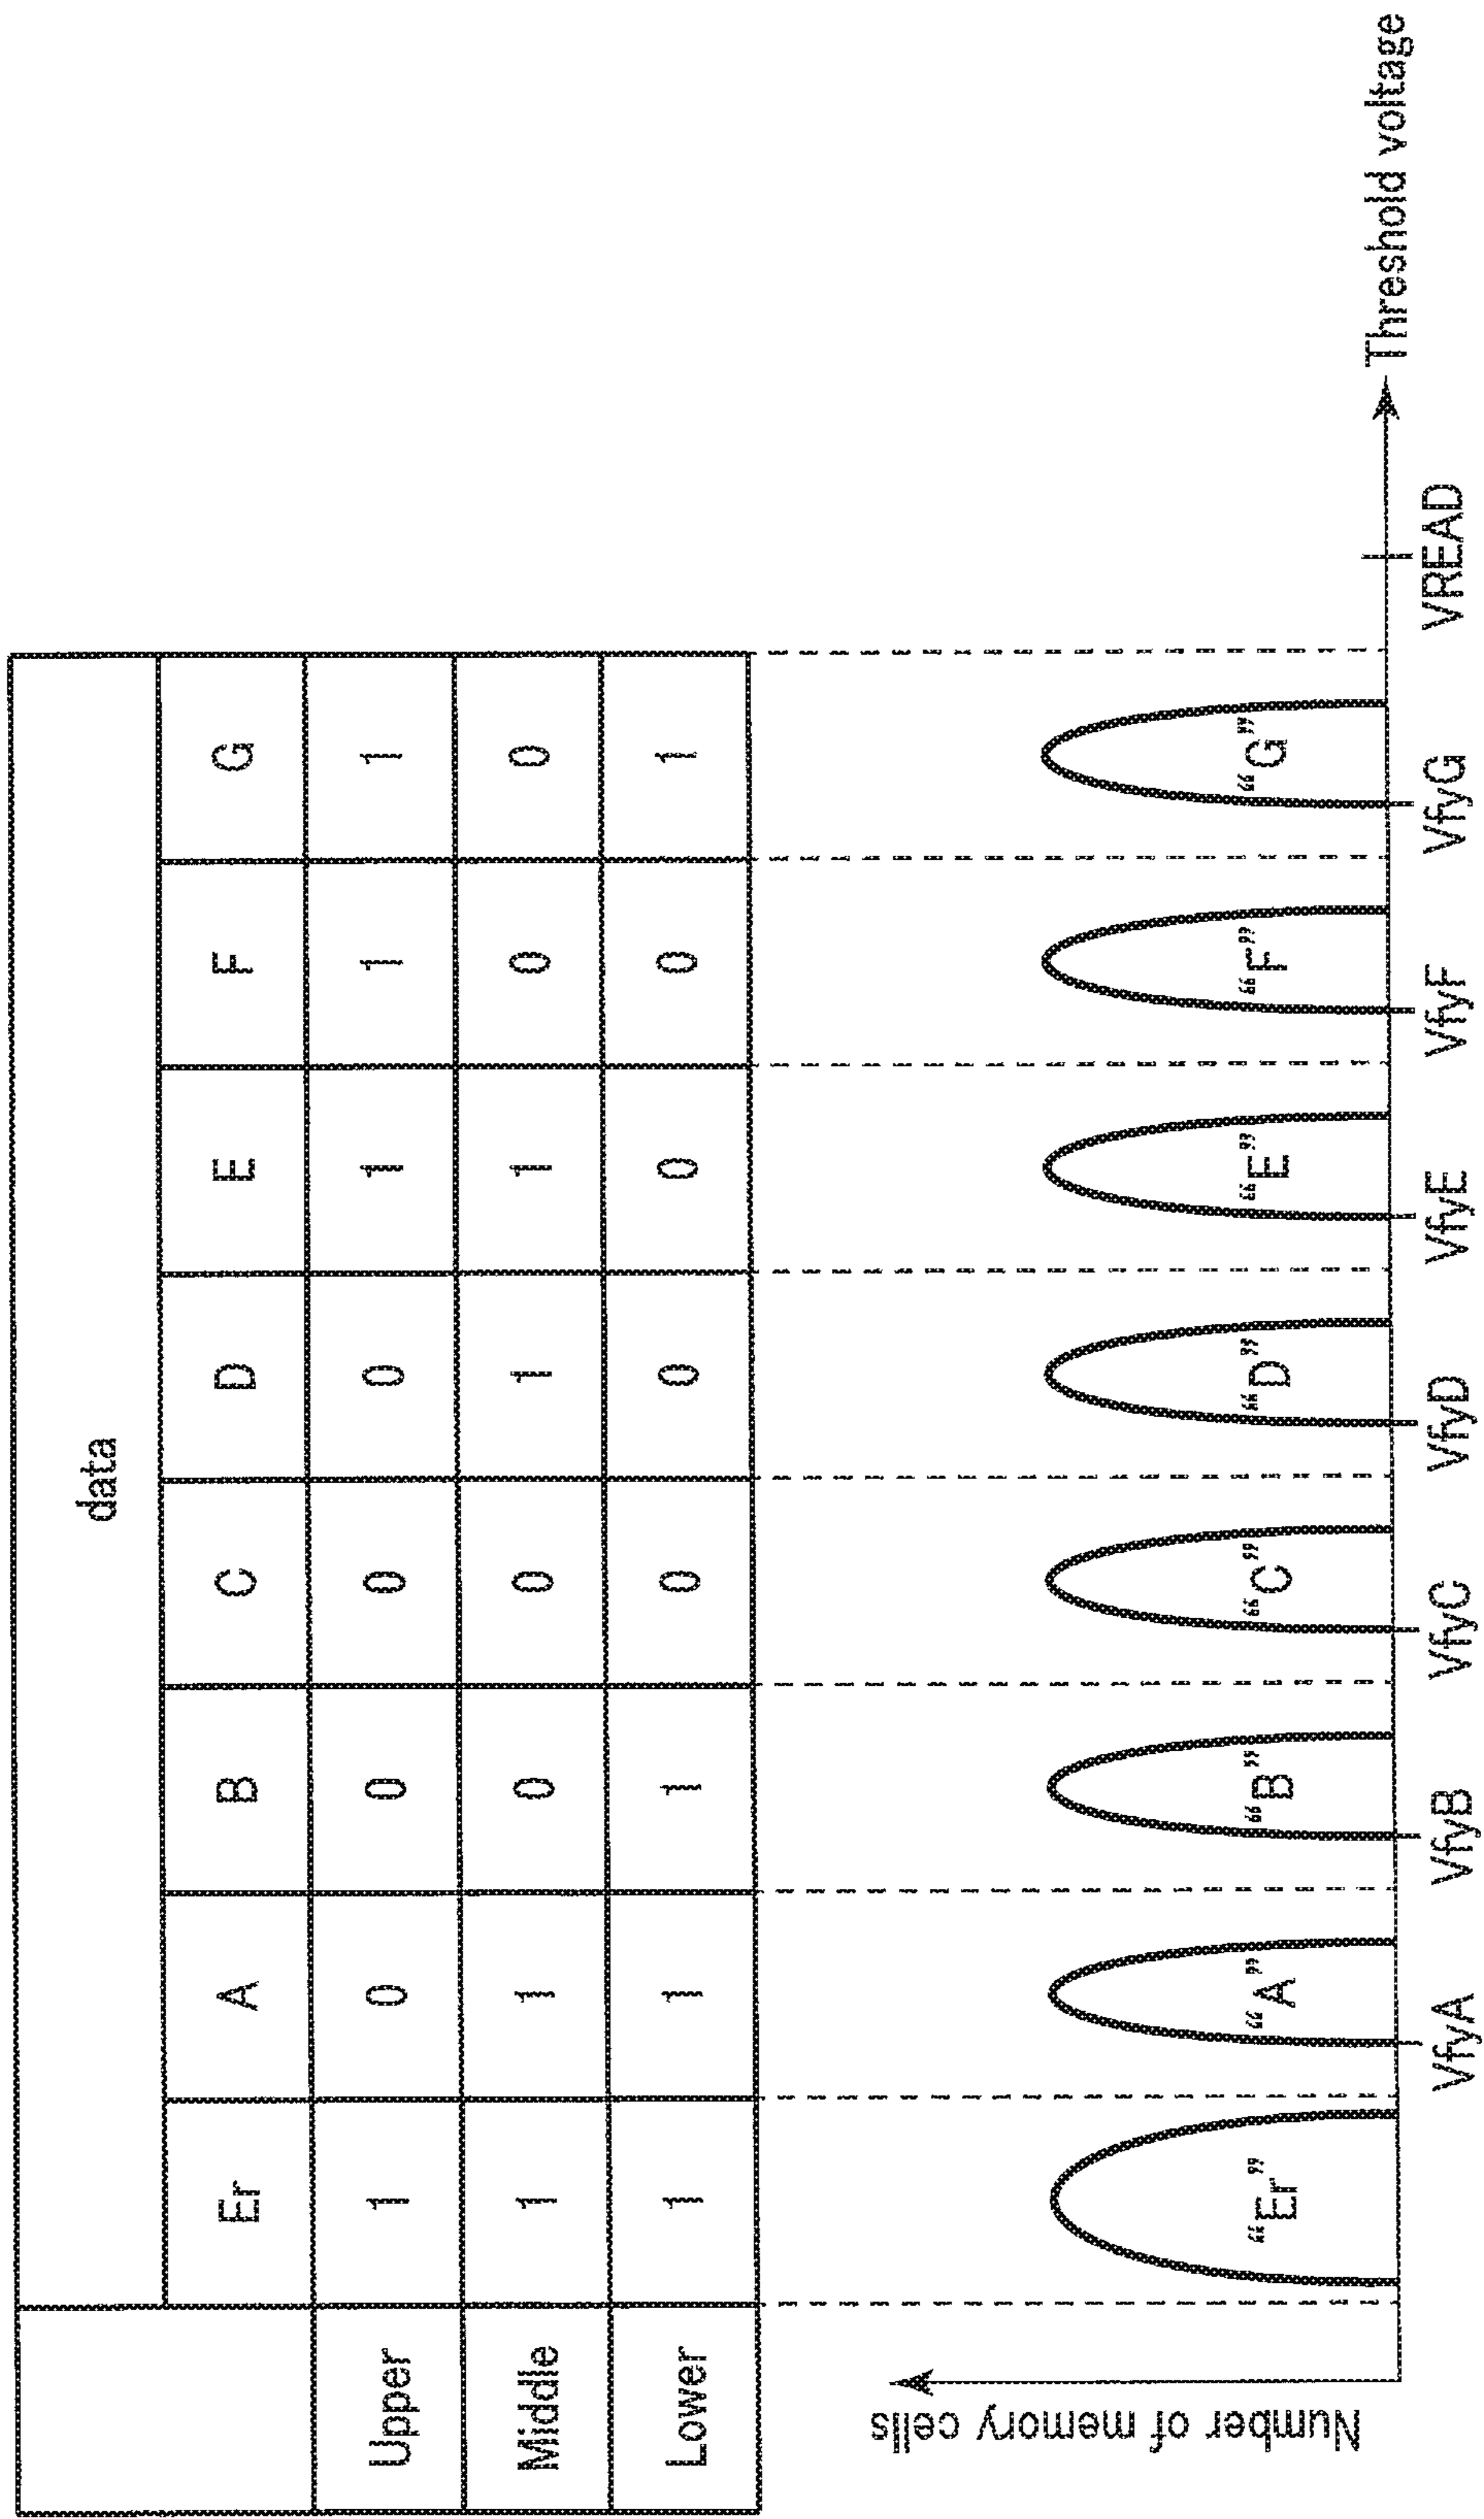 data
Er A B C D E F G
Upper 1 0 0 0 0 1 1 1
Middle 1 1 0 0 1 1 0 0
Lower 1 1 1 0 0 0 0 1
Number of memory cells
“Er” “A” “B” “C” “D” “E” “F” “G”
VfyA VfyB VfyC VfyD VfyE VfyF VfyG VREAD
Threshold voltage